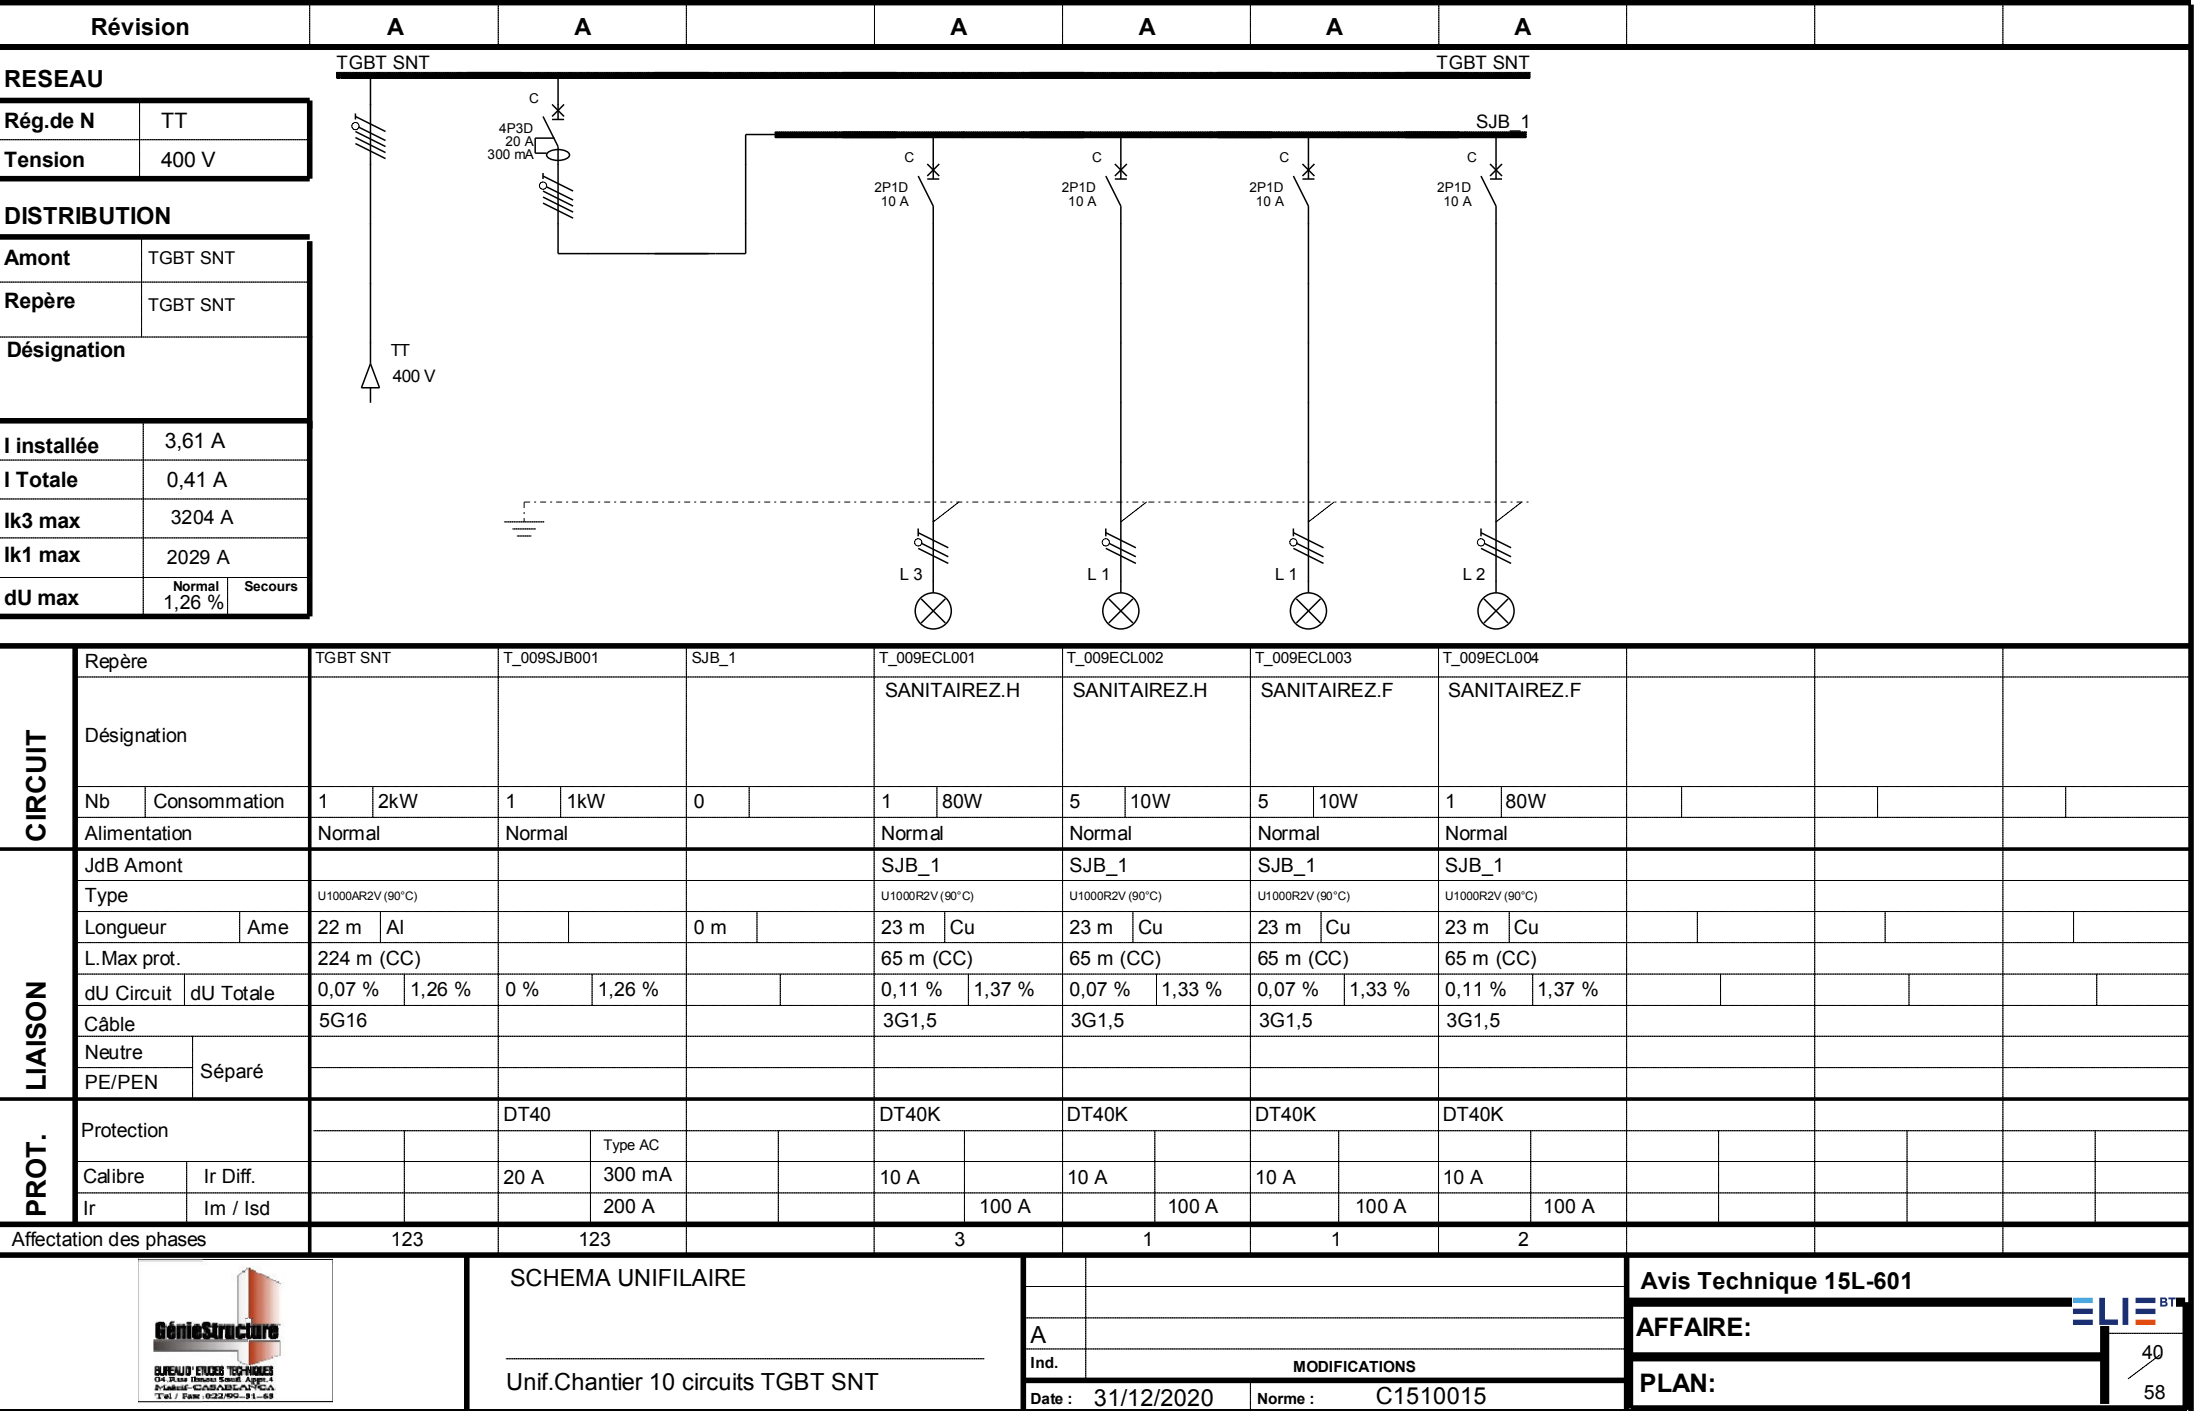 Révision A A A A A A
RESEAU
Rég.de N TT
Tension 400 V
DISTRIBUTION
Amont TGBT SNT
Repère TGBT SNT
Désignation
I installée 3,61 A
I Totale 0,41 A
Ik3 max 3204 A
Ik1 max 2029 A
dU max Normal 1,26 % Secours
TGBT SNT TGBT SNT
C
4P3D
20 A
300 mA
SJB_1
C C C C
2P1D 2P1D 2P1D 2P1D
10 A 10 A 10 A 10 A
TT
400 V
L 3 L 1 L 1 L 2
CIRCUIT
Repère TGBT SNT T_009SJB001 SJB_1 T_009ECL001 T_009ECL002 T_009ECL003 T_009ECL004
Désignation SANITAIREZ.H SANITAIREZ.H SANITAIREZ.F SANITAIREZ.F
Nb Consommation 1 2kW 1 1kW 0 1 80W 5 10W 5 10W 1 80W
Alimentation Normal Normal Normal Normal Normal Normal
LIAISON
JdB Amont SJB_1 SJB_1 SJB_1 SJB_1
Type U1000AR2V (90°C) U1000R2V (90°C) U1000R2V (90°C) U1000R2V (90°C) U1000R2V (90°C)
Longueur Ame 22 m Al 0 m 23 m Cu 23 m Cu 23 m Cu 23 m Cu
L.Max prot. 224 m (CC) 65 m (CC) 65 m (CC) 65 m (CC) 65 m (CC)
dU Circuit dU Totale 0,07 % 1,26 % 0 % 1,26 % 0,11 % 1,37 % 0,07 % 1,33 % 0,07 % 1,33 % 0,11 % 1,37 %
Câble 5G16 3G1,5 3G1,5 3G1,5 3G1,5
Neutre
Séparé
PE/PEN
PROT.
Protection DT40 DT40K DT40K DT40K DT40K
Type AC
Calibre Ir Diff. 20 A 300 mA 10 A 10 A 10 A 10 A
Ir Im / Isd 200 A 100 A 100 A 100 A 100 A
Affectation des phases 123 123 3 1 1 2
GénieStructure
BUREAU D' ETUDES TECHNIQUES
SCHEMA UNIFILAIRE
Unif.Chantier 10 circuits TGBT SNT
A
Ind. MODIFICATIONS
Date : 31/12/2020 Norme : C1510015
Avis Technique 15L-601
ELIE BT
AFFAIRE:
PLAN:
40
58